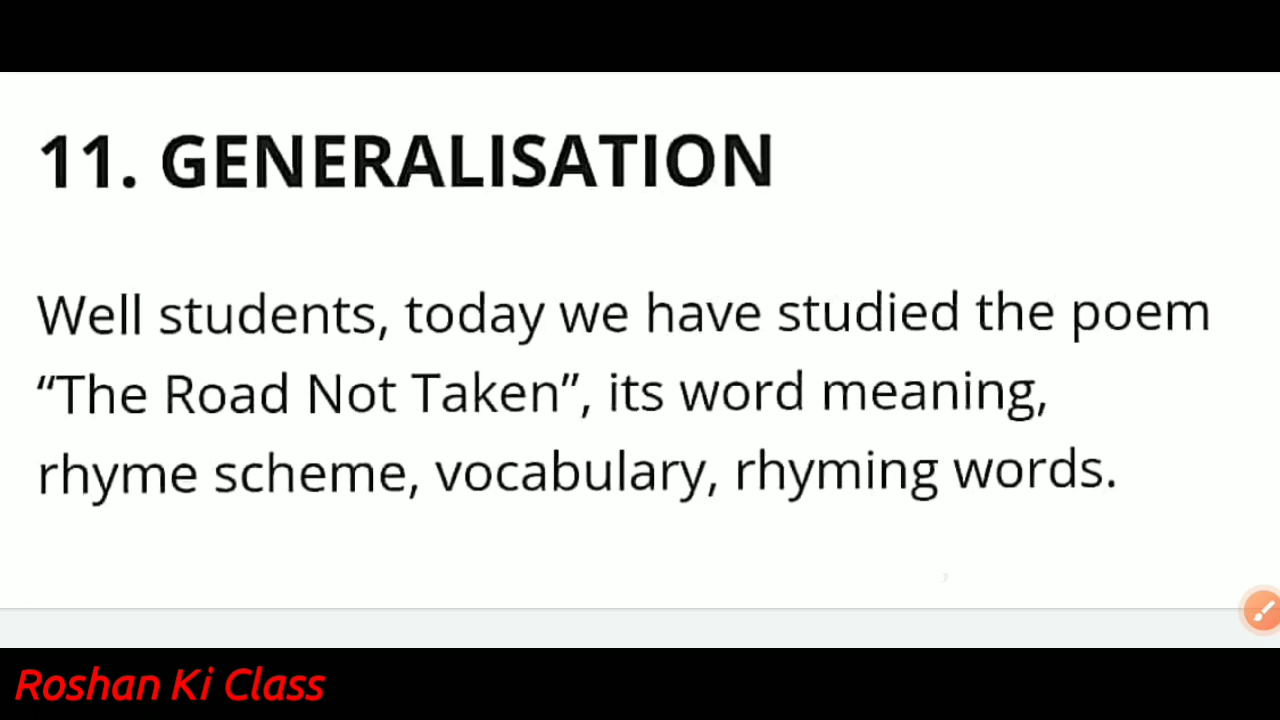 11. GENERALISATION
Well students, today we have studied the poem
“The Road Not Taken”, its word meaning,
rhyme scheme, vocabulary, rhyming words.
Roshan Ki Class